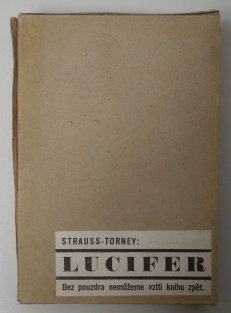 STRAUSS-TORNEY:
LUCIFER
Bez pouzdra nemůžeme vzíti knihu zpět.